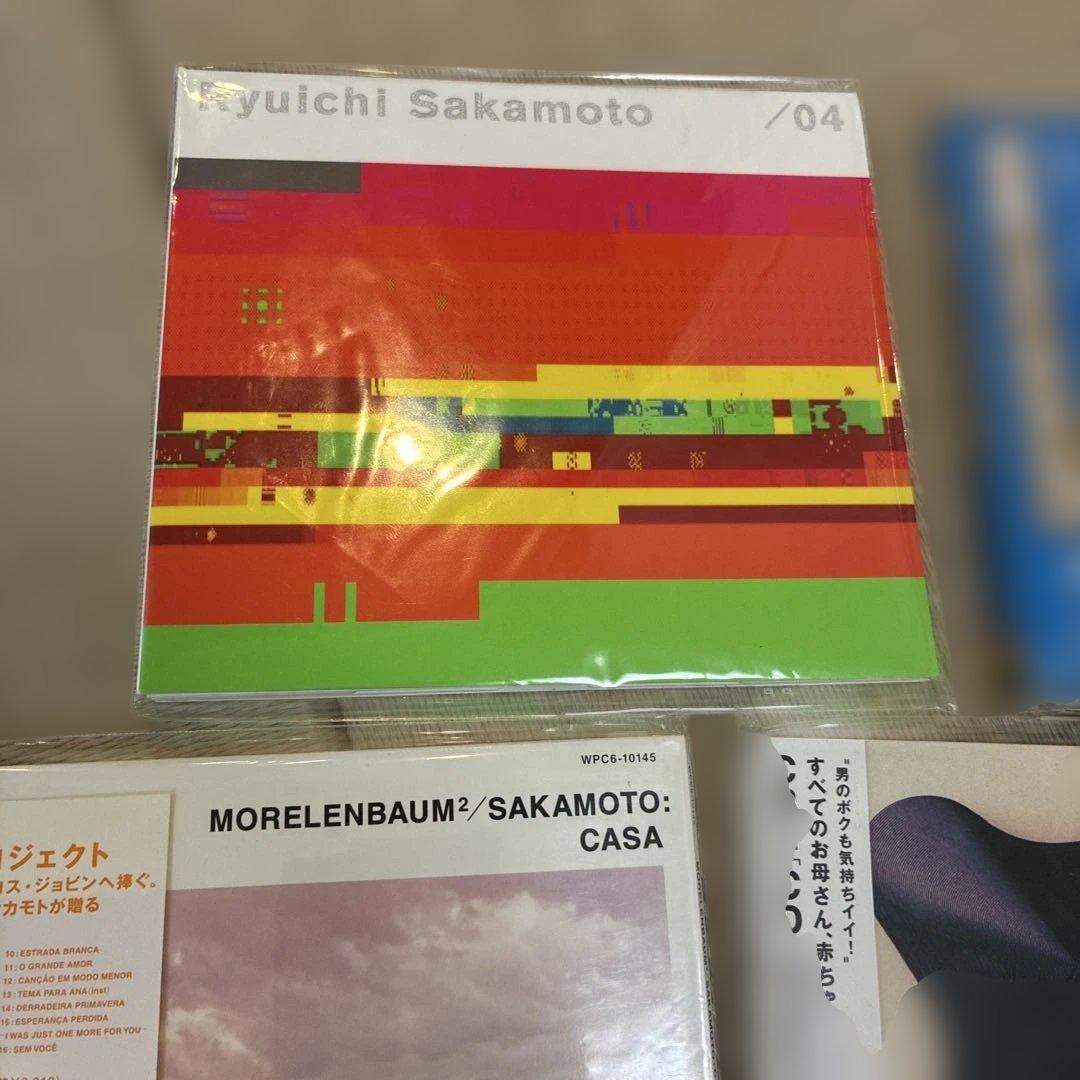 Ryuichi Sakamoto /04
WPC6-10145
MORELENBAUM²/SAKAMOTO:
CASA
ジェクト
ス・ジョビンへ捧ぐ。
カモトが贈る
10:ESTRADA BRANCA
11:O GRANDE AMOR
12:CANÇÃO EM MODO MENOR
13:TEMA PARA ANA(inst)
14:DERRADEIRA PRIMAVERA
15:ESPERANÇA PERDIDA
I WAS JUST ONE MORE FOR YOU
16:SEM VOCÊ
"男のボクも気持ちイイ!"
すべてのお母さん、赤ちゃ